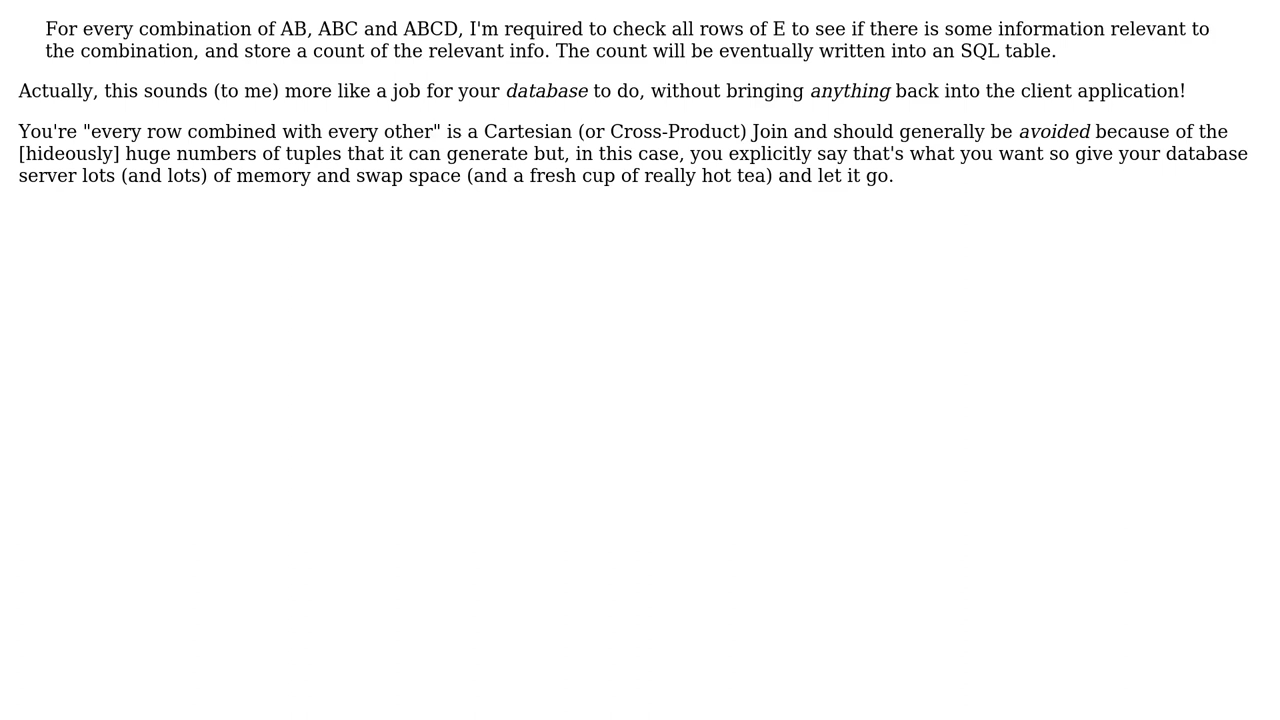 For every combination of AB, ABC and ABCD, I'm required to check all rows of E to see if there is some information relevant to
the combination, and store a count of the relevant info. The count will be eventually written into an SQL table.
Actually, this sounds (to me) more like a job for your database to do, without bringing anything back into the client application!
You're "every row combined with every other" is a Cartesian (or Cross-Product) Join and should generally be avoided because of the
[hideously] huge numbers of tuples that it can generate but, in this case, you explicitly say that's what you want so give your database
server lots (and lots) of memory and swap space (and a fresh cup of really hot tea) and let it go.